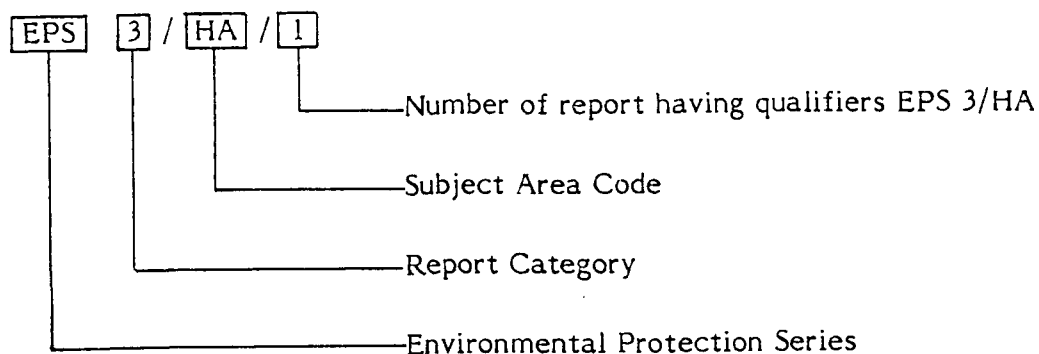 EPS 3 / HA / 1
Number of report having qualifiers EPS 3/HA
Subject Area Code
Report Category
Environmental Protection Series